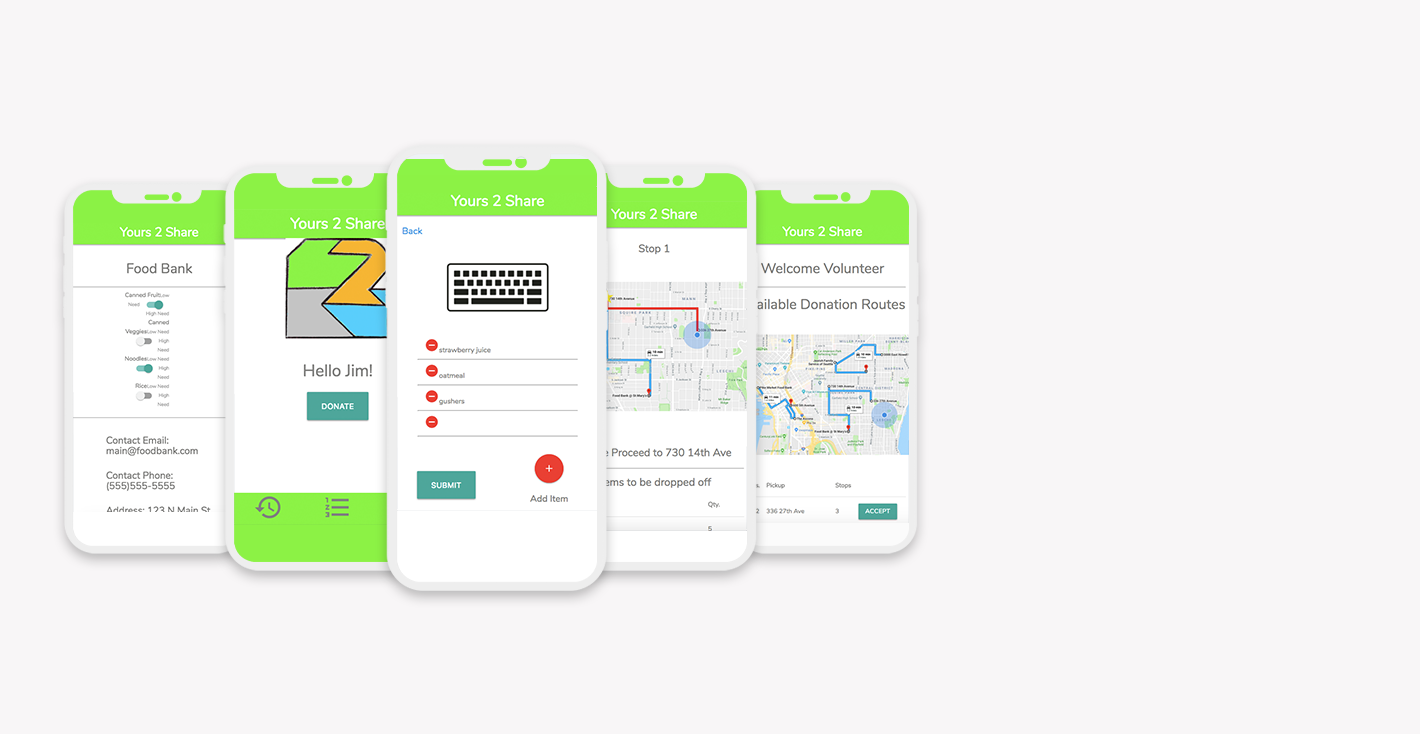 Yours 2 Share
Food Bank
Canned Fruit Low
Need
High Need
Canned
Veggies Low Need
High
Need
Noodles Low Need
High
Need
Rice Low Need
High
Need
Contact Email:
main@foodbank.com
Contact Phone:
(555)555-5555
Address: 123 N Main St
Yours 2 Share
2
Hello Jim!
DONATE
1
2
3
Yours 2 Share
Back
strawberry juice
oatmeal
gushers
SUBMIT
+
Add Item
Yours 2 Share
Stop 1
Proceed to 730 14th Ave
to be dropped off
Qty.
5
Yours 2 Share
Welcome Volunteer
Donation Routes
Pickup
Stops
2
336 27th Ave
3
ACCEPT